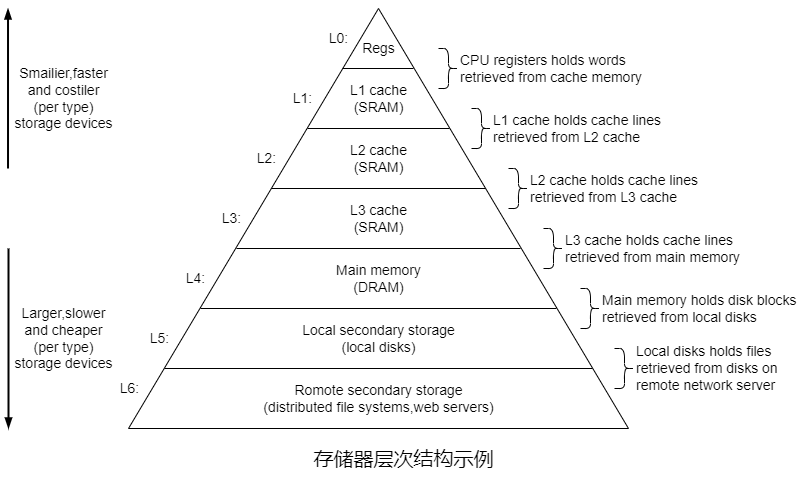 L0:
Regs
CPU registers holds words
retrieved from cache memory
Smailier,faster
and costiler
(per type)
storage devices
L1:
L1 cache
(SRAM)
L1 cache holds cache lines
retrieved from L2 cache
L2:
L2 cache
(SRAM)
L2 cache holds cache lines
retrieved from L3 cache
L3:
L3 cache
(SRAM)
L3 cache holds cache lines
retrieved from main memory
L4:
Main memory
(DRAM)
Main memory holds disk blocks
retrieved from local disks
Larger,slower
and cheaper
(per type)
storage devices
L5:
Local secondary storage
(local disks)
Local disks holds files
retrieved from disks on
remote network server
L6:
Romote secondary storage
(distributed file systems,web servers)
存储器层次结构示例